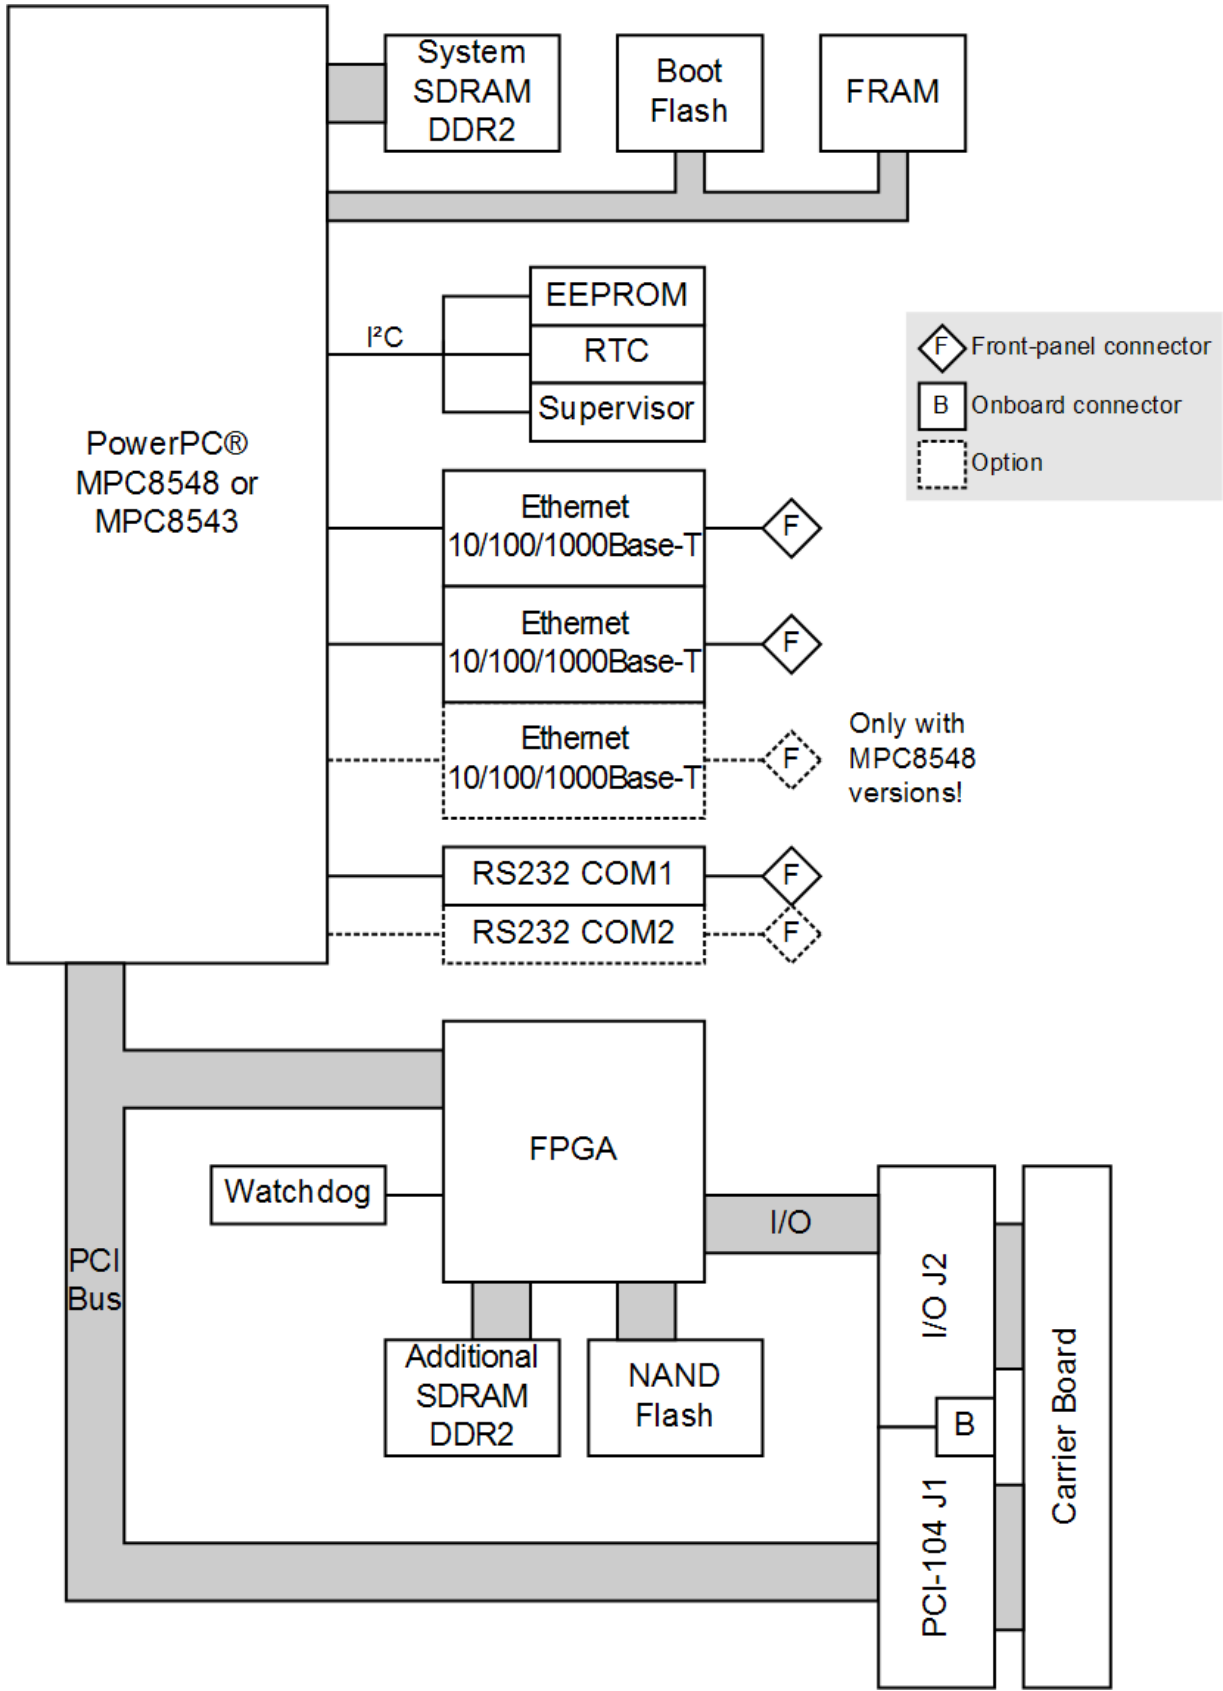 System
SDRAM
DDR2
Boot
Flash
FRAM
EEPROM
I²C
RTC
Supervisor
F Front-panel connector
B Onboard connector
Option
PowerPC®
MPC8548 or
MPC8543
Ethernet
10/100/1000Base-T
F
Ethernet
10/100/1000Base-T
F
Ethernet
10/100/1000Base-T
F
Only with
MPC8548
versions!
RS232 COM1
F
RS232 COM2
F
FPGA
Watchdog
I/O
PCI
Bus
I/O J2
Additional
SDRAM
DDR2
NAND
Flash
B
PCI-104 J1
Carrier Board